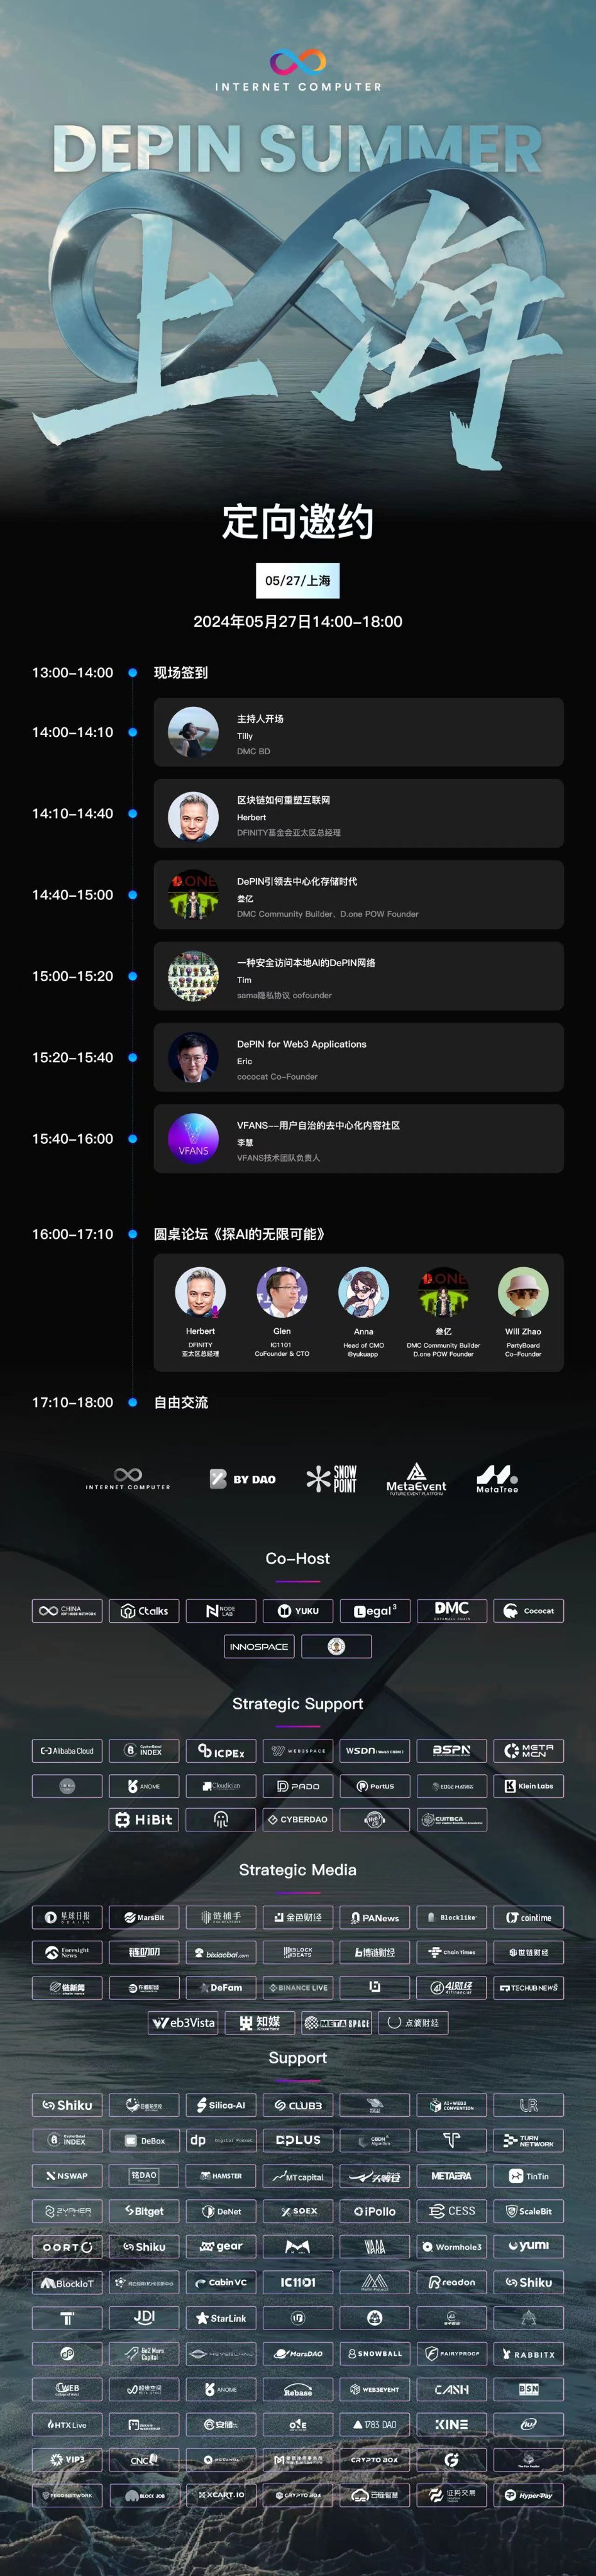 INTERNET COMPUTER
DEPIN SUMMER
上海
定向邀约
05/27/上海
2024年05月27日14:00-18:00
13:00-14:00
现场签到
14:00-14:10
主持人开场
Tilly
DMC BD
14:10-14:40
区块链如何重塑互联网
Herbert
DFINITY基金会亚太区总经理
14:40-15:00
DePIN引领去中心化存储时代
叁亿
DMC Community Builder、D.one POW Founder
15:00-15:20
一种安全访问本地AI的DePIN网络
Tim
sama隐私协议 cofounder
15:20-15:40
DePIN for Web3 Applications
Eric
cococat Co-Founder
15:40-16:00
VFANS
VFANS--用户自治的去中心化内容社区
李慧
VFANS技术团队负责人
16:00-17:10
圆桌论坛《探AI的无限可能》
Herbert
DFINITY
亚太区总经理
Glen
IC1101
CoFounder & CTO
Anna
Head of CMO
@yukuapp
叁亿
DMC Community Builder
D.one POW Founder
Will Zhao
PartyBoard
Co-Founder
17:10-18:00
自由交流
INTERNET COMPUTER
BY DAO
SNOW POINT
MetaEvent
FUTURE EVENT PLATFORM
MetaTree
Co-Host
CHINA
Ctalks
NODE LAB
YUKU
Legal3
DMC
Cococat
INNOSPACE
Strategic Support
Alibaba Cloud
INDEX
ICPEx
WEB3SPACE
WSDN
BSPN
META MCN
ANOME
Cloudician
PADO
PortUS
EDGE MATRIX
Klein Labs
HiBit
CYBERDAO
CUITBCA
Strategic Media
星球日报
MarsBit
链捕手
金色财经
PANews
Blocklike
cointime
Foresight News
链叨叨
bixiaobai.com
BLOCK BEATS
博链财经
Chain Times
世链财经
链新闻
DeFam
BINANCE LIVE
4I财经
TECHUB NEWS
Web3Vista
知媒
META SPACE
点滴财经
Support
Shiku
Silica-AI
CLUB3
AI+WEB3 CONVENTION
INDEX
DeBox
dp
DPLUS
TURN NETWORK
NSWAP
铭DAO
HAMSTER
MTcapital
METAERA
TinTin
ZYPHER
Bitget
DeNet
SOEX
iPollo
CESS
ScaleBit
OORT
Shiku
gear
VARA
Wormhole3
yumi
BlockIoT
Cabin VC
IC1101
Readon
Shiku
JDI
StarLink
Go2Mars Capital
MarsDAO
SNOWBALL
FAIRYPROOF
RABBITX
WEB
ANOME
Rebase
WEB3EVENT
CASH
BSN
HTX Live
1783 DAO
KINE
VIP3
CNC
CRYPTO BOX
BLOCK JOB
XCAPT.IO
CRYPTO BOX
Hyper Pay